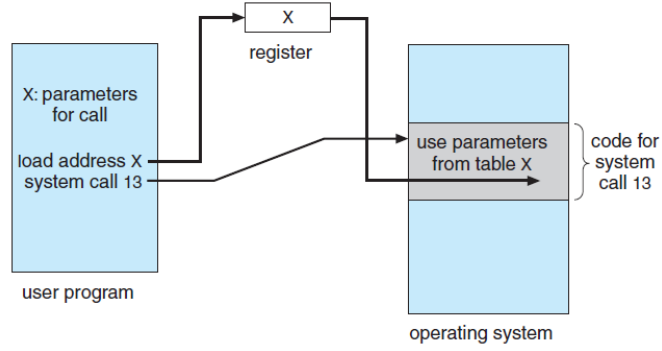 X
register
X: parameters
for call
load address X
system call 13
user program
use parameters
from table X
code for
system
call 13
operating system